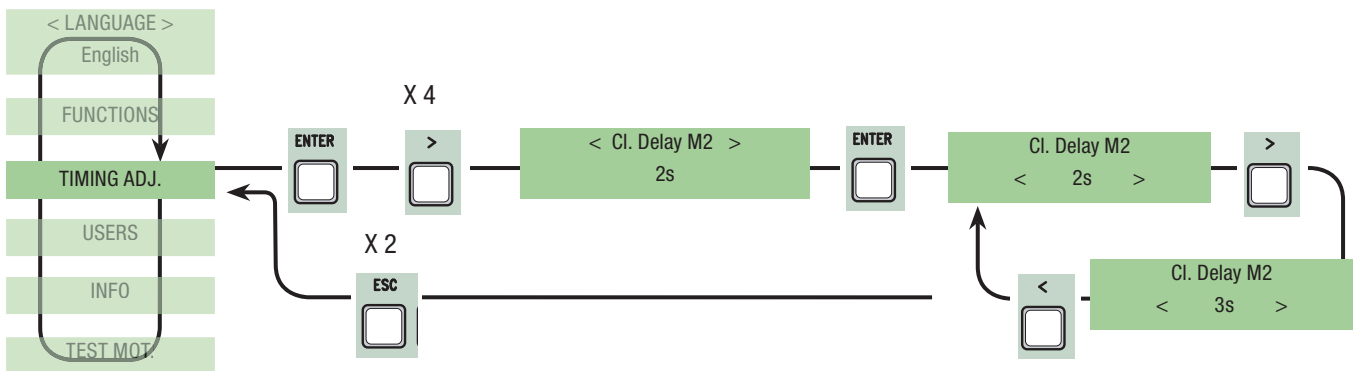 < LANGUAGE >
English
FUNCTIONS
TIMING ADJ.
USERS
INFO
TEST MOT.
X 4
ENTER
>
< Cl. Delay M2 >
2s
ENTER
Cl. Delay M2
< 2s >
>
X 2
ESC
<
Cl. Delay M2
< 3s >